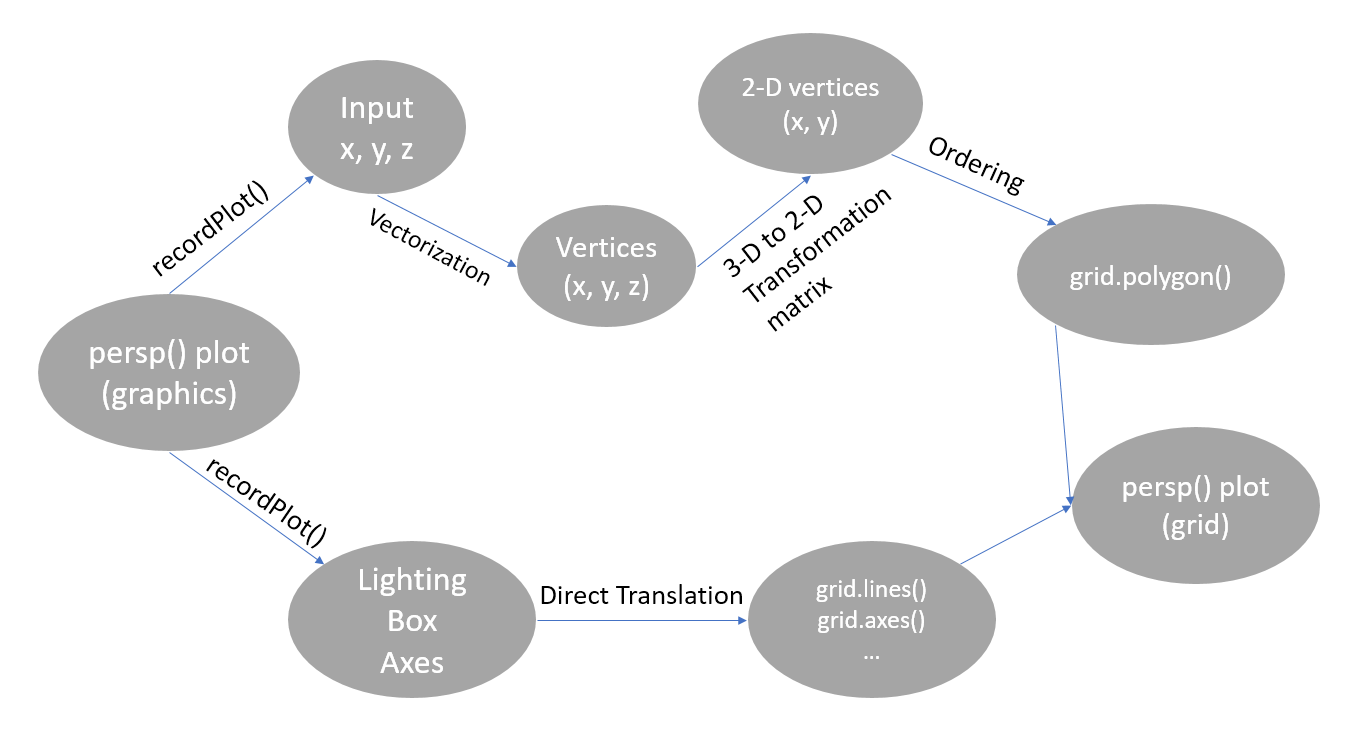 persp() plot
(graphics)
recordPlot()
Input
x, y, z
Vectorization
Vertices
(x, y, z)
3-D to 2-D
Transformation
matrix
2-D vertices
(x, y)
Ordering
grid.polygon()
recordPlot()
Lighting
Box
Axes
Direct Translation
grid.lines()
grid.axes()
...
persp() plot
(grid)